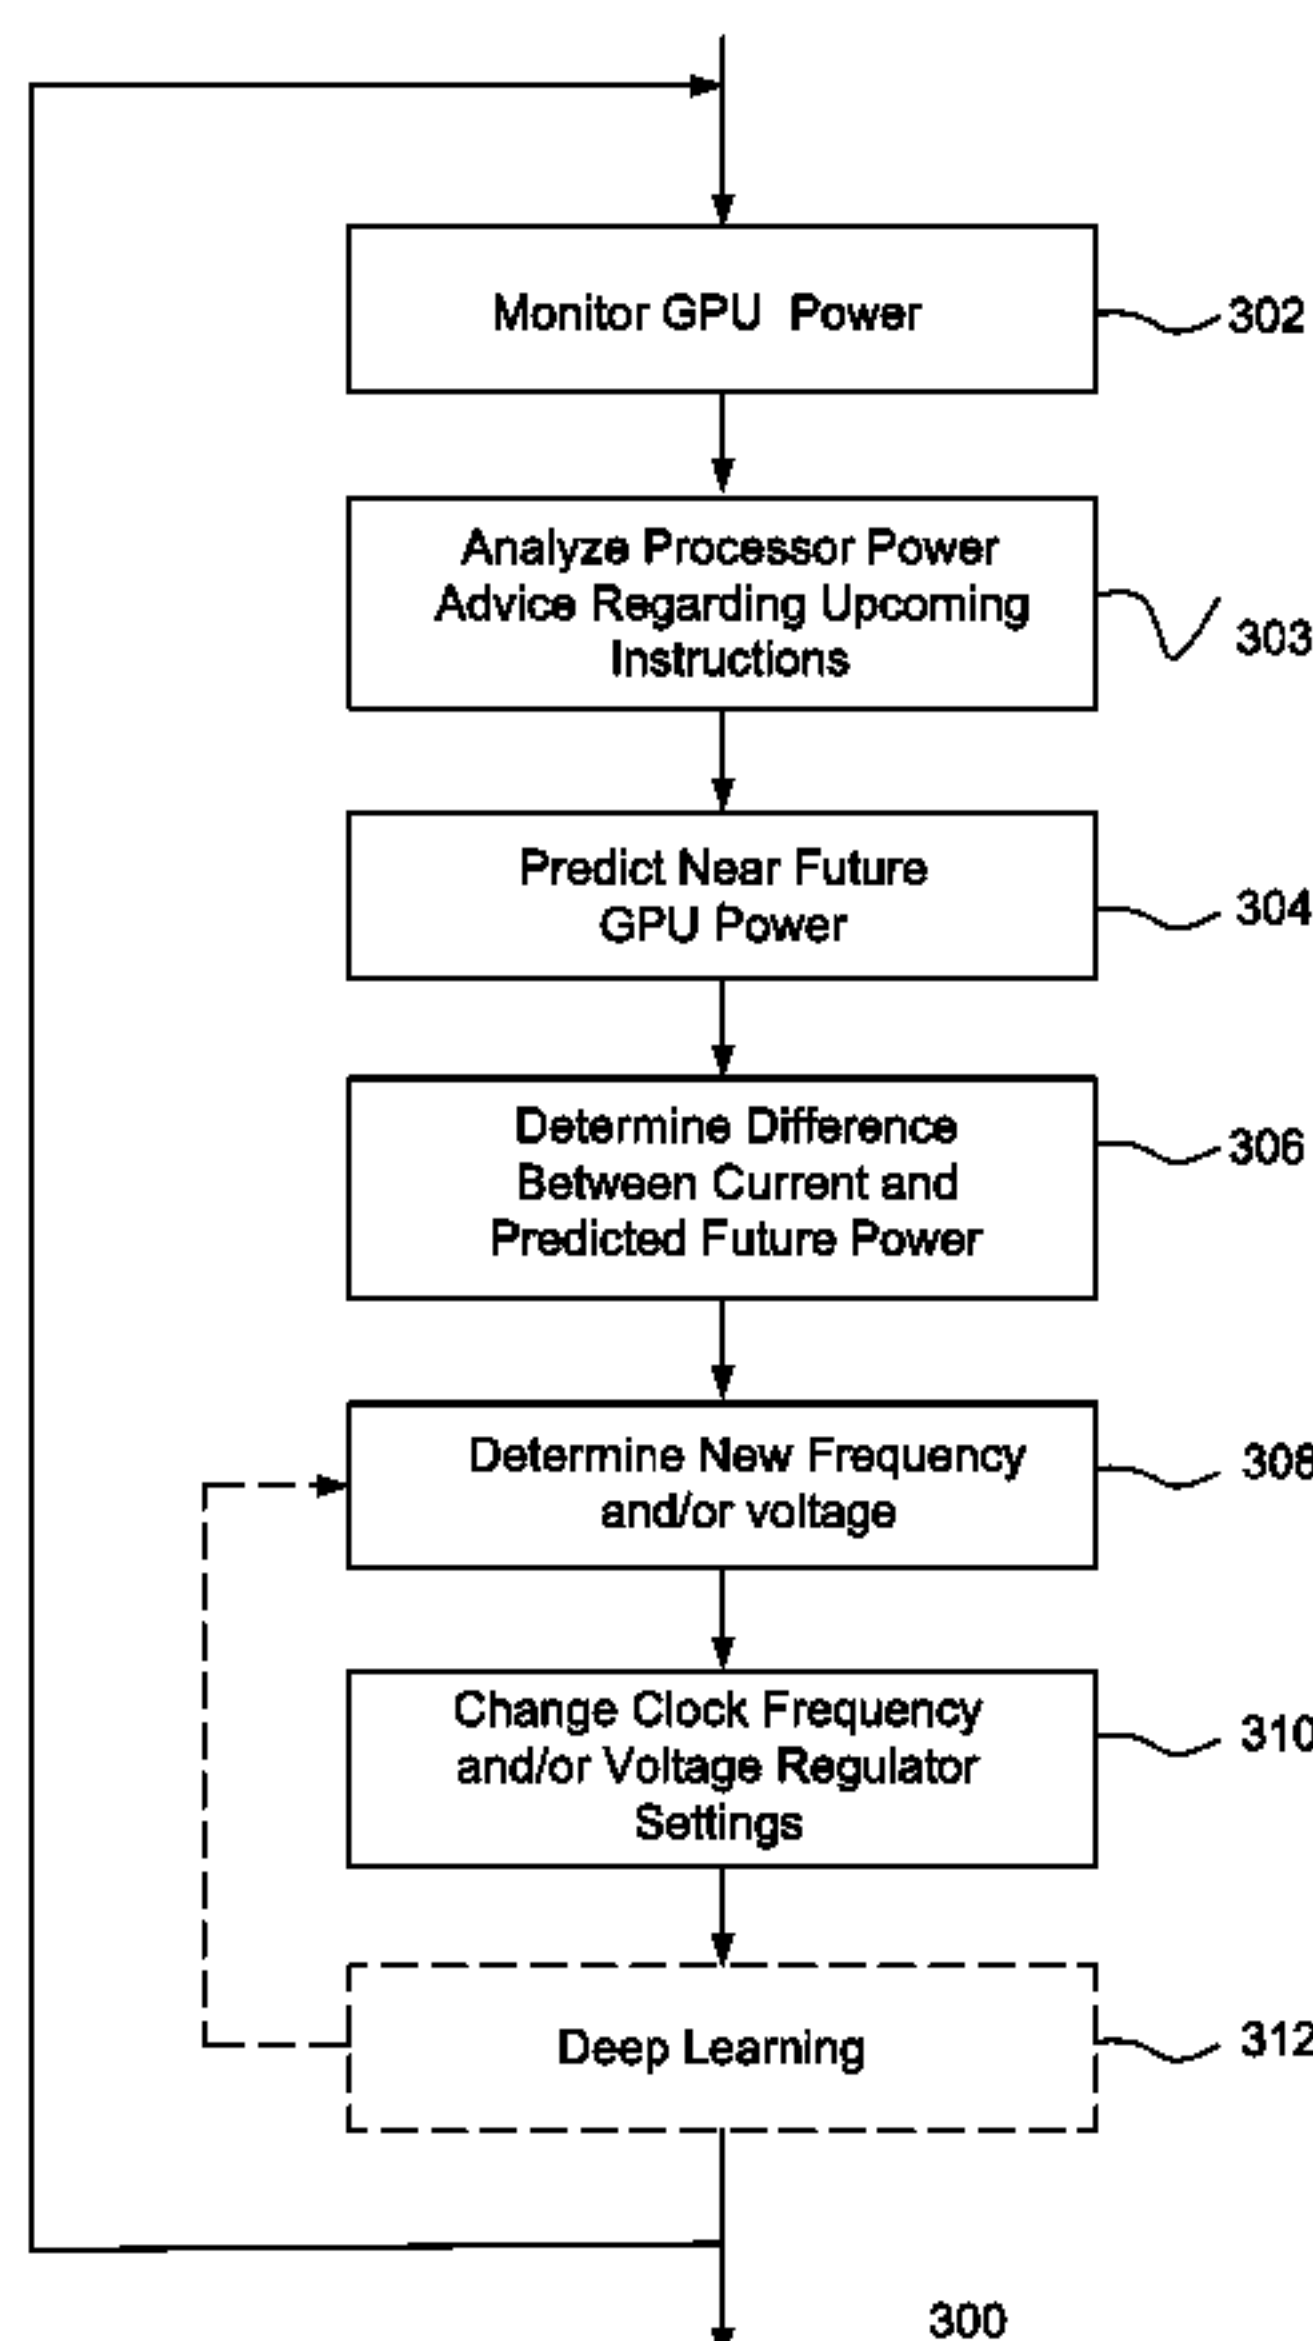 Monitor GPU Power
302
Analyze Processor Power
Advice Regarding Upcoming
Instructions
303
Predict Near Future
GPU Power
304
Determine Difference
Between Current and
Predicted Future Power
306
Determine New Frequency
and/or voltage
308
Change Clock Frequency
and/or Voltage Regulator
Settings
310
Deep Learning
312
300